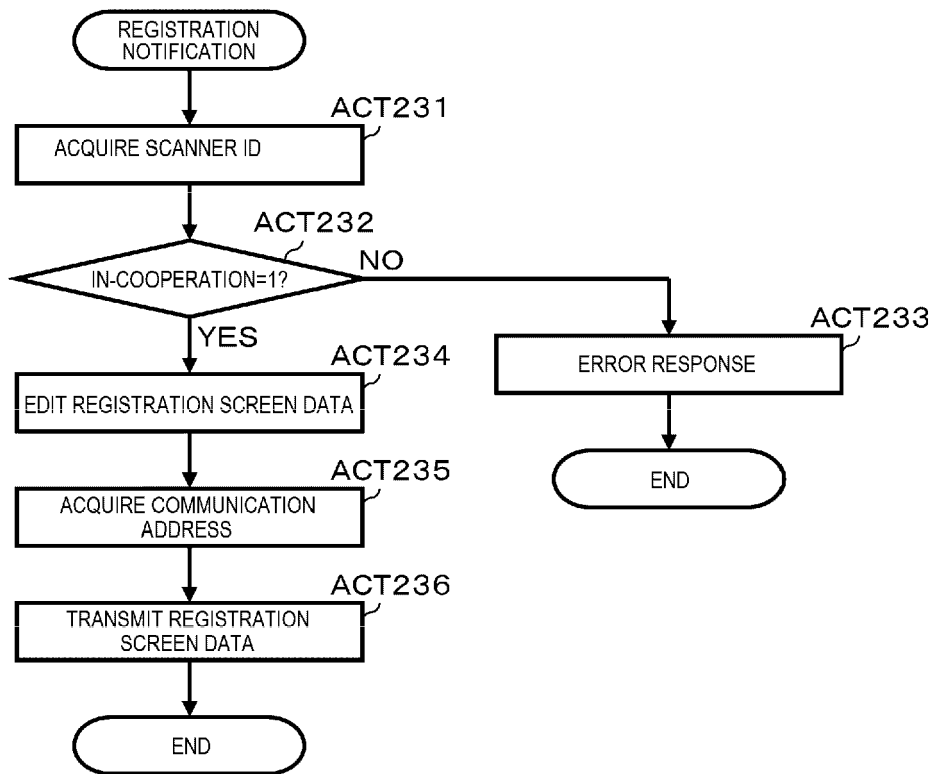 REGISTRATION
NOTIFICATION
ACT231
ACQUIRE SCANNER ID
ACT232
IN-COOPERATION=1?
NO
YES
ACT233
ERROR RESPONSE
END
ACT234
EDIT REGISTRATION SCREEN DATA
ACT235
ACQUIRE COMMUNICATION
ADDRESS
ACT236
TRANSMIT REGISTRATION
SCREEN DATA
END